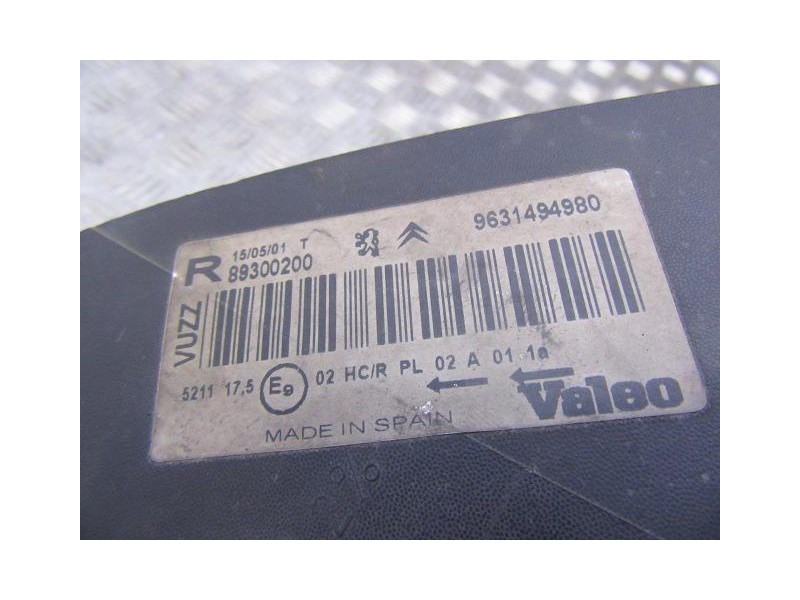 15/05/01 T
9631494980
R 89300200
VUZZ
5211 17,5 E9 02 HC/R PL 02 A 01 1a
Valeo
MADE IN SPAIN